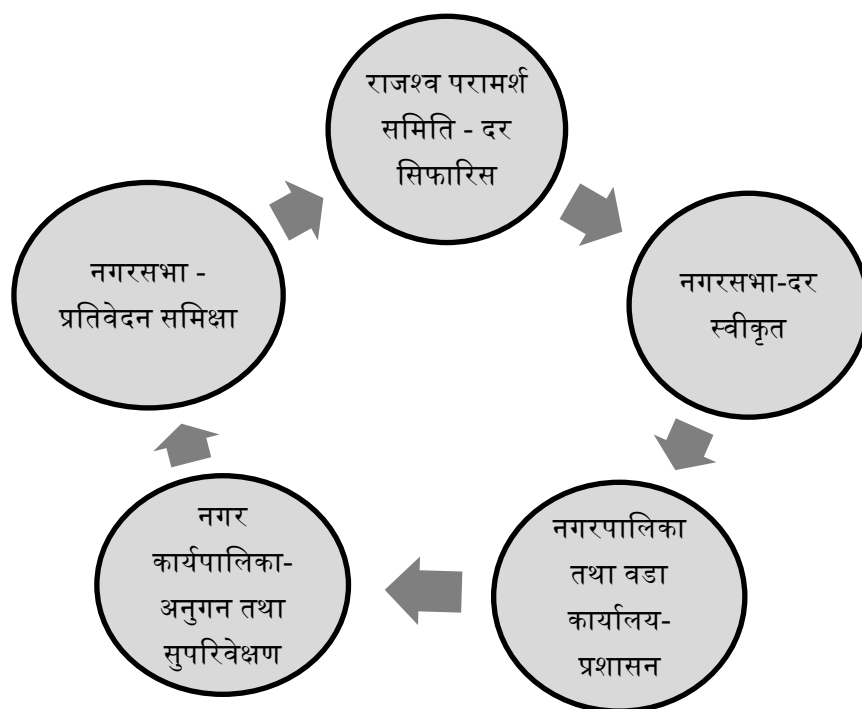 राजश्व परामर्श
समिति - दर
सिफारिस
नगरसभा-दर
स्वीकृत
नगरपालिका
तथा वडा
कार्यालय-
प्रशासन
नगर
कार्यपालिका-
अनुगन तथा
सुपरिवेक्षण
नगरसभा -
प्रतिवेदन समिक्षा